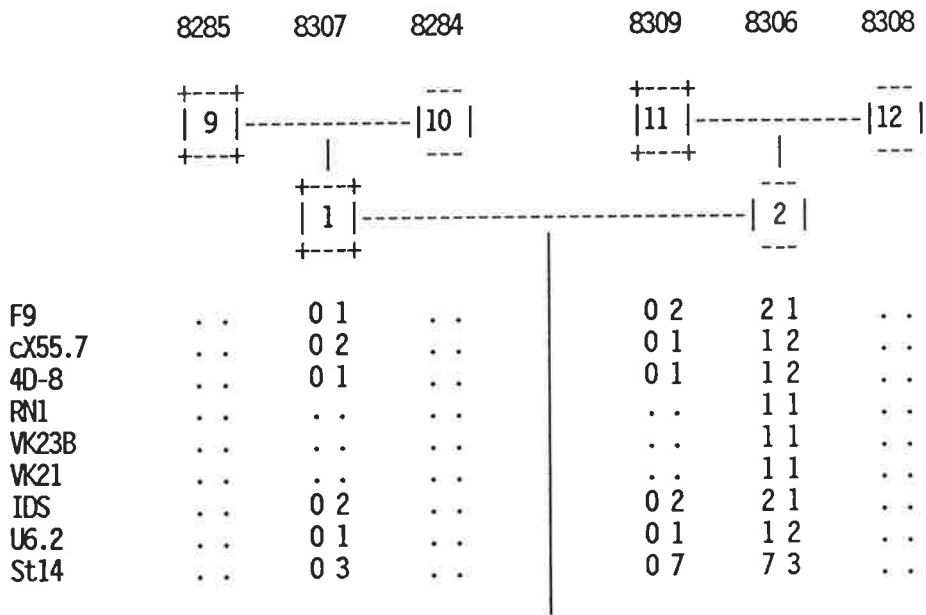 8285 8307 8284 8309 8306 8308
+----+ --- +----+ ---
| 9 |-------------|10 | |11 |-------------|12 |
+----+ | --- +----+ | ---
+----+ ---
| 1 |------------------------------| 2 |
+----+ ---
F9 . . 0 1 . . 0 2 2 1 . .
cX55.7 . . 0 2 . . 0 1 1 2 . .
4D-8 . . 0 1 . . 0 1 1 2 . .
RN1 . . . . . . . . 1 1 . .
VK23B . . . . . . . . 1 1 . .
VK21 . . . . . . . . 1 1 . .
IDS . . 0 2 . . 0 2 2 1 . .
U6.2 . . 0 1 . . 0 1 1 2 . .
St14 . . 0 3 . . 0 7 7 3 . .